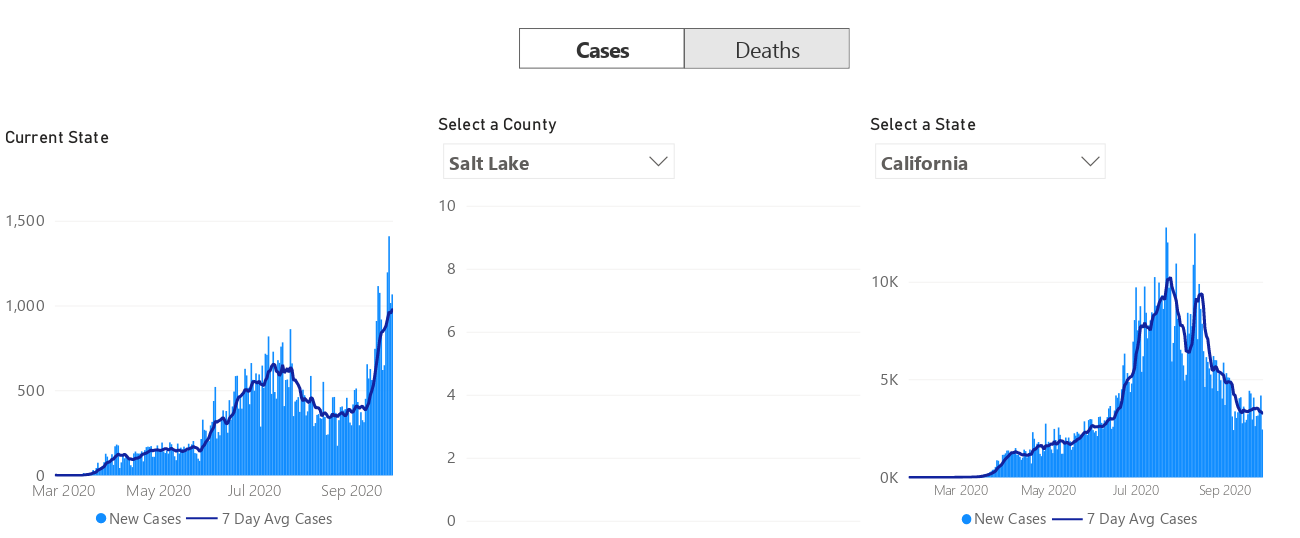 Cases
Deaths
Current State
Select a County
Select a State
Salt Lake
California
1,500
1,000
500
0
Mar 2020
May 2020
Jul 2020
Sep 2020
New Cases
7 Day Avg Cases
10
8
6
4
2
0
10K
5K
0K
Mar 2020
May 2020
Jul 2020
Sep 2020
New Cases
7 Day Avg Cases